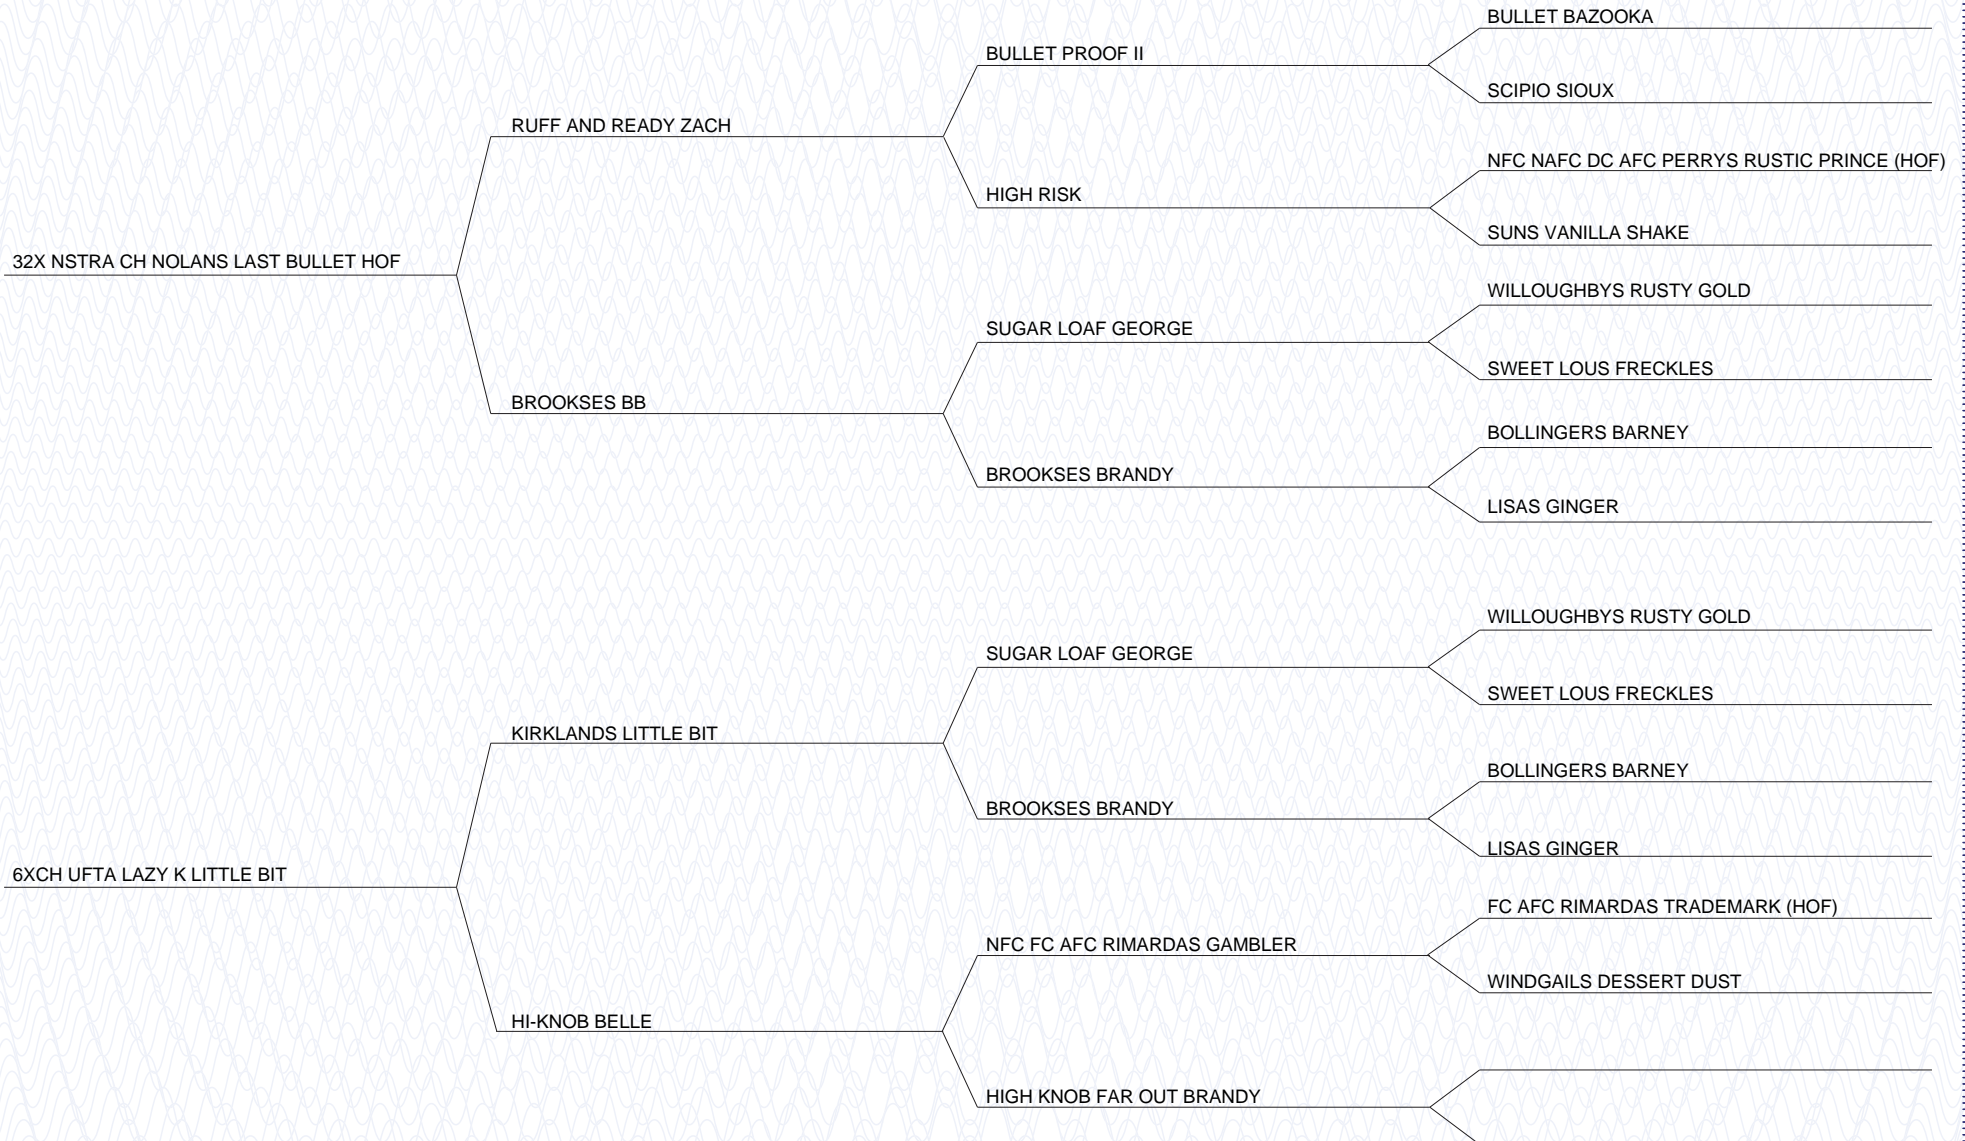 BULLET BAZOOKA
BULLET PROOF II
SCIPIO SIOUX
RUFF AND READY ZACH
NFC NAFC DC AFC PERRYS RUSTIC PRINCE (HOF)
HIGH RISK
SUNS VANILLA SHAKE
32X NSTRA CH NOLANS LAST BULLET HOF
WILLOUGHBYS RUSTY GOLD
SUGAR LOAF GEORGE
SWEET LOUS FRECKLES
BROOKSES BB
BOLLINGERS BARNEY
BROOKSES BRANDY
LISAS GINGER
WILLOUGHBYS RUSTY GOLD
SUGAR LOAF GEORGE
SWEET LOUS FRECKLES
KIRKLANDS LITTLE BIT
BOLLINGERS BARNEY
BROOKSES BRANDY
LISAS GINGER
6XCH UFTA LAZY K LITTLE BIT
FC AFC RIMARDAS TRADEMARK (HOF)
NFC FC AFC RIMARDAS GAMBLER
WINDGAILS DESSERT DUST
HI-KNOB BELLE
HIGH KNOB FAR OUT BRANDY